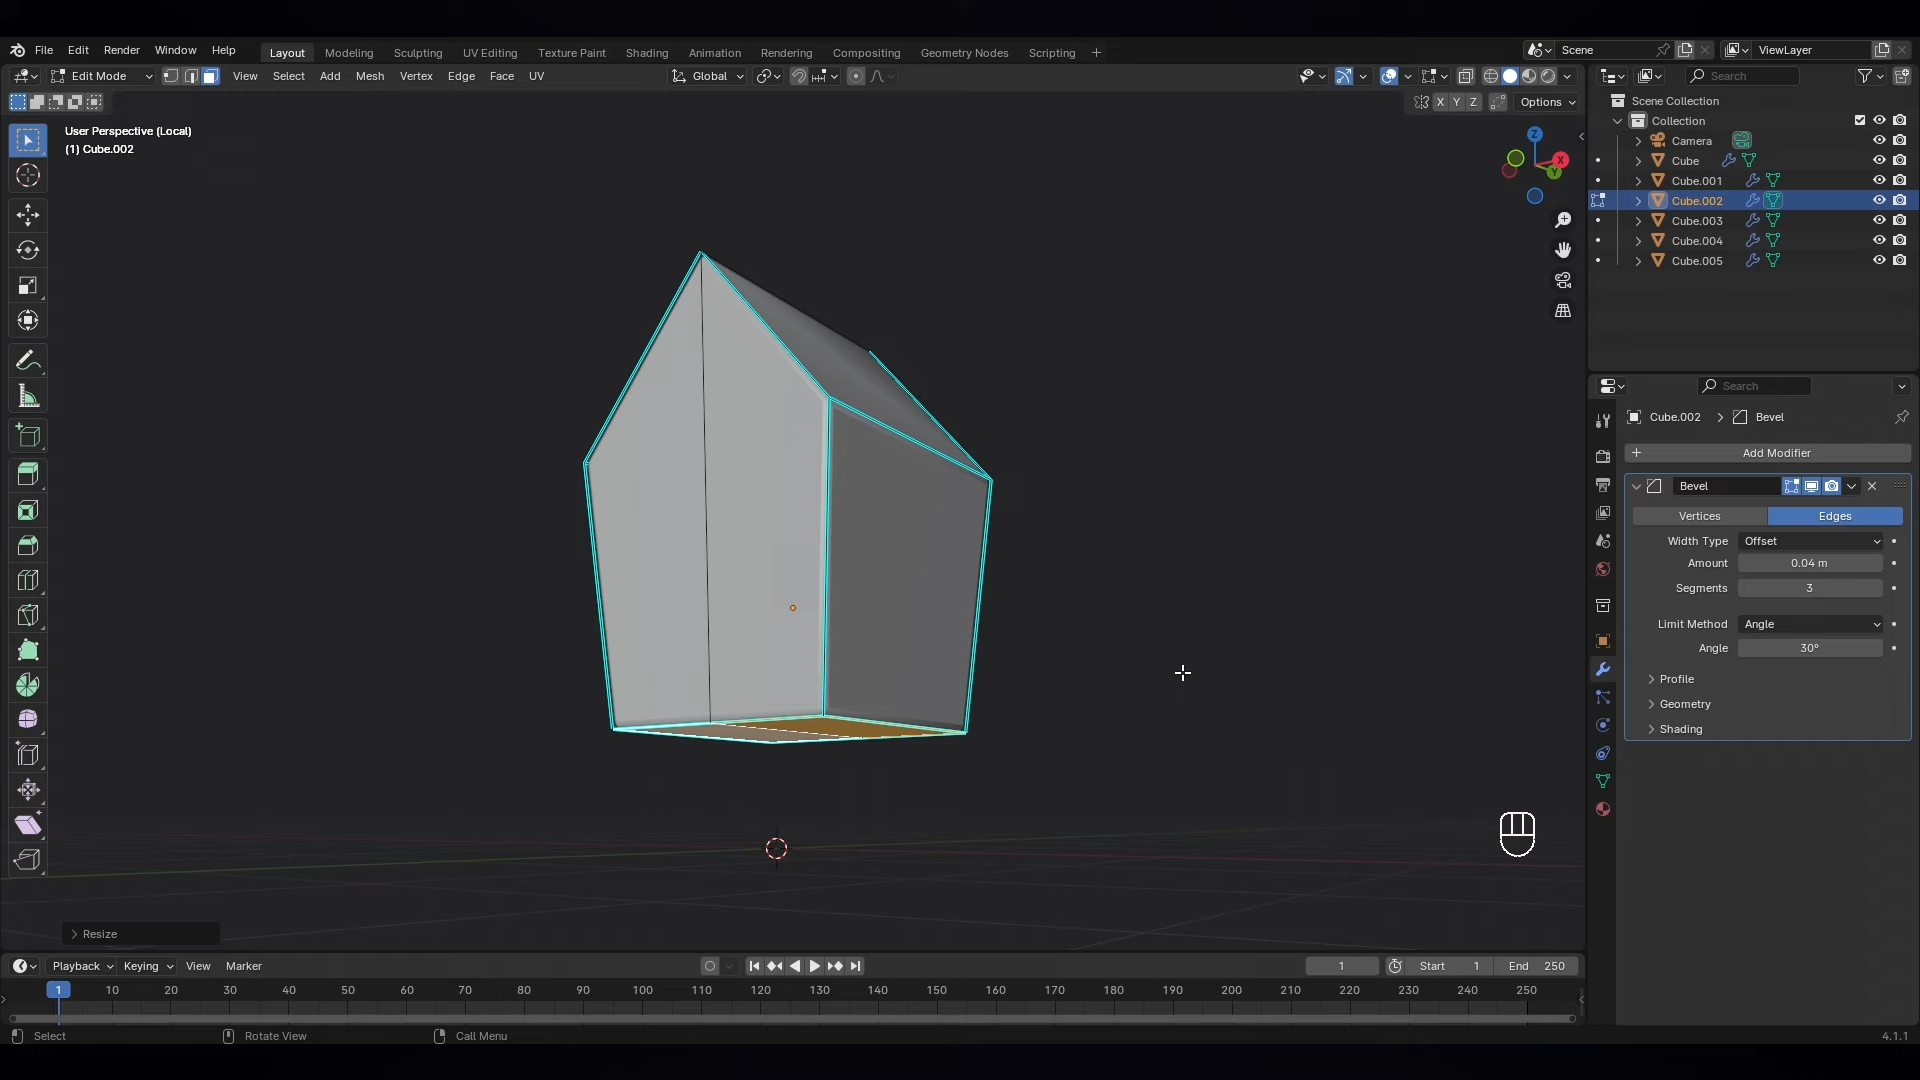 File Edit Render Window Help Layout Modeling Sculpting UV Editing Texture Paint Shading Animation Rendering Compositing Geometry Nodes Scripting + Scene ViewLayer
Edit Mode View Select Add Mesh Vertex Edge Face UV Global Search
X Y Z Options
Scene Collection
Collection
Camera
Cube
Cube.001
Cube.002
Cube.003
Cube.004
Cube.005
User Perspective (Local)
(1) Cube.002
Z
X
Y
Search
Cube.002 > Bevel
+ Add Modifier
Bevel
Vertices Edges
Width Type Offset
Amount 0.04 m
Segments 3
Limit Method Angle
Angle 30°
Profile
Geometry
Shading
Resize
Playback Keying View Marker 1 Start 1 End 250
1 10 20 30 40 50 60 70 80 90 100 110 120 130 140 150 160 170 180 190 200 210 220 230 240 250
Select Rotate View Call Menu 4.1.1